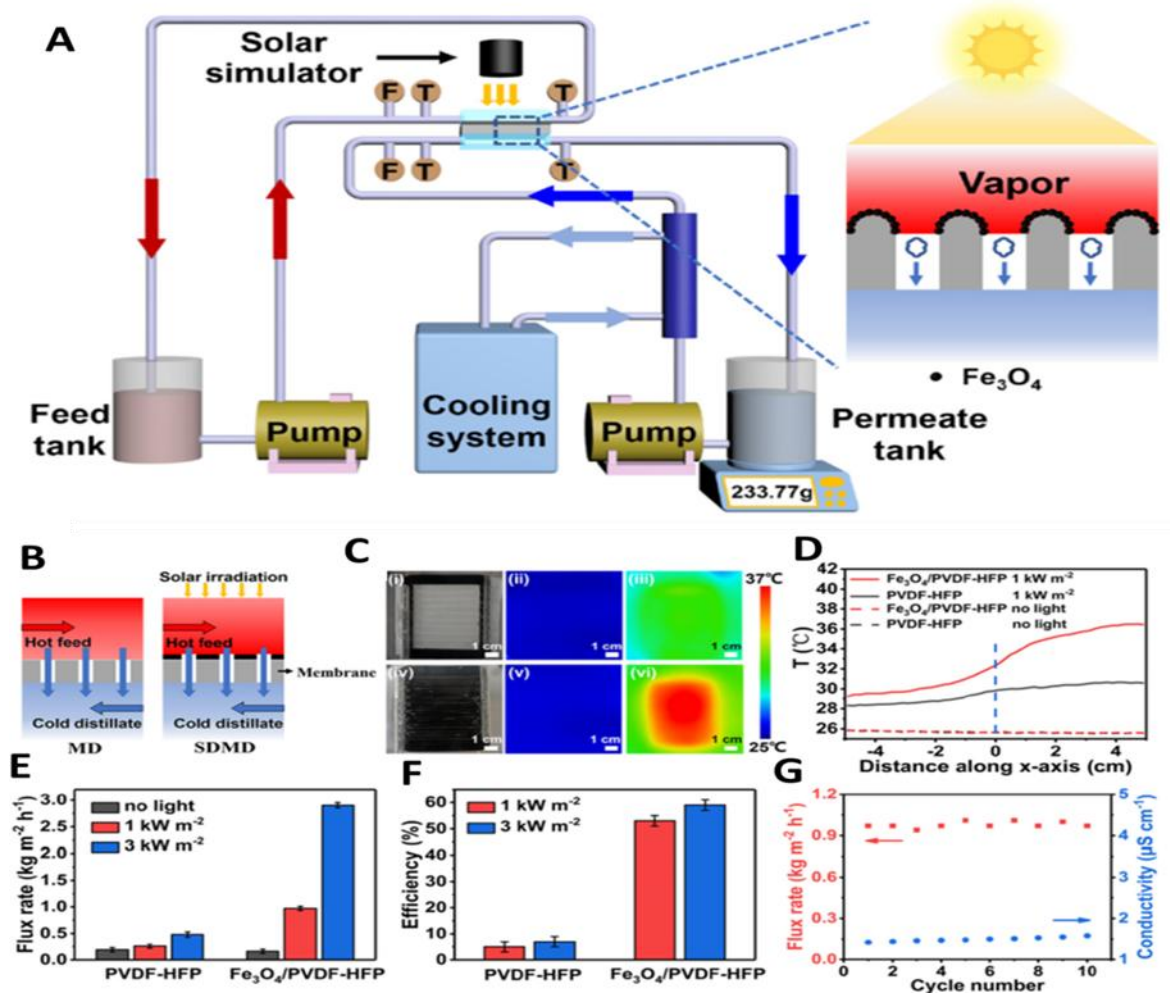 A
Solar
simulator
F
T
T
F
T
T
Vapor
Feed
tank
Pump
Cooling
system
Pump
Permeate
tank
233.77g
• Fe₃O₄
B
Solar irradiation
Hot feed
Hot feed
Membrane
Cold distillate
Cold distillate
MD
SDMD
C
(i)
(ii)
(iii)
1 cm
1 cm
1 cm
(iv)
(v)
(vi)
1 cm
1 cm
1 cm
37℃
25℃
D
Fe₃O₄/PVDF-HFP 1 kW m⁻²
PVDF-HFP 1 kW m⁻²
Fe₃O₄/PVDF-HFP no light
PVDF-HFP no light
T (℃)
42
40
38
36
34
32
30
28
26
-4
-2
0
2
4
Distance along x-axis (cm)
E
no light
1 kW m⁻²
3 kW m⁻²
Flux rate (kg m⁻² h⁻¹)
3.0
2.5
2.0
1.5
1.0
0.5
0.0
PVDF-HFP
Fe₃O₄/PVDF-HFP
F
1 kW m⁻²
3 kW m⁻²
Efficiency (%)
60
50
40
30
20
10
0
PVDF-HFP
Fe₃O₄/PVDF-HFP
G
Flux rate (kg m⁻² h⁻¹)
1.2
0.9
0.6
0.3
0.0
0
2
4
6
8
10
Cycle number
5
4
3
2
1
Conductivity (μS cm⁻¹)